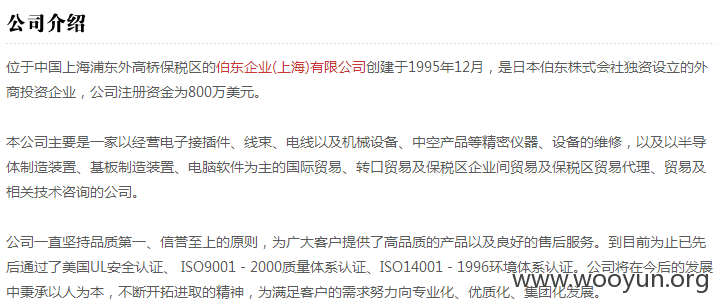 公司介绍
位于中国上海浦东外高桥保税区的伯东企业(上海)有限公司创建于1995年12月，是日本伯东株式会社独资设立的外
商投资企业，公司注册资金为800万美元。
本公司主要是一家以经营电子接插件、线束、电线以及机械设备、中空产品等精密仪器、设备的维修，以及以半导
体制造装置、基板制造装置、电脑软件为主的国际贸易、转口贸易及保税区企业间贸易及保税区贸易代理、贸易及
相关技术咨询的公司。
公司一直坚持品质第一、信誉至上的原则，为广大客户提供了高品质的产品以及良好的售后服务。到目前为止已先
后通过了美国UL安全认证、 ISO9001－2000质量体系认证、ISO14001－1996环境体系认证。公司将在今后的发展
中秉承以人为本，不断开拓进取的精神，为满足客户的需求努力向专业化、优质化、集团化发展。
www.wooyun.org